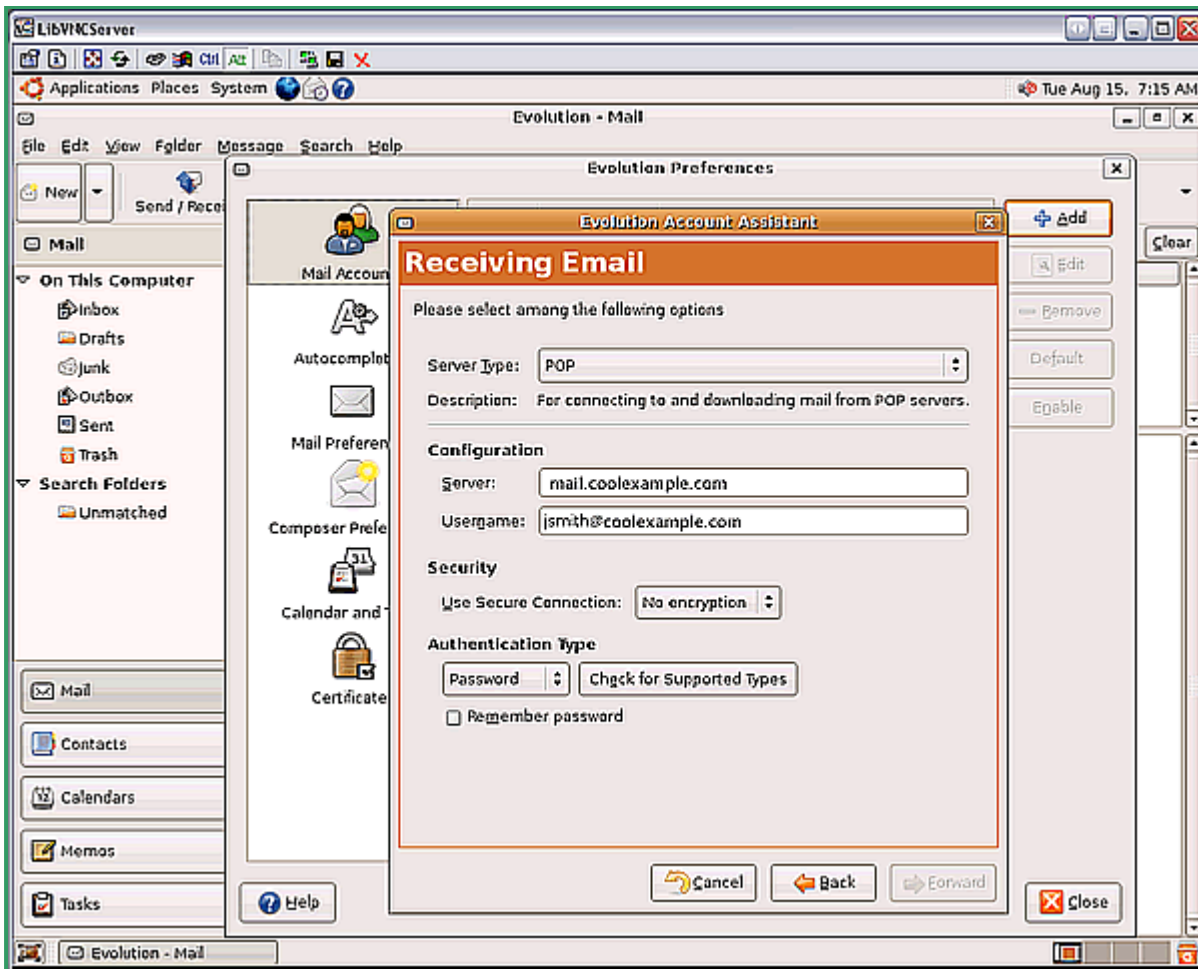 LibVNCServer
Ctrl Alt
Applications Places System
Tue Aug 15, 7:15 AM
Evolution - Mail
File Edit View Folder Message Search Help
Evolution Preferences
New
Send / Recei
Add
Evolution Account Assistant
Mail
Clear
Receiving Email
Edit
Mail Accoun
On This Computer
Inbox
Please select among the following options
Remove
Drafts
Autocomplet
Server Type: POP
Default
Junk
Outbox
Description: For connecting to and downloading mail from POP servers.
Enable
Sent
Mail Preferen
Configuration
Trash
Search Folders
Server: mail.coolexample.com
Unmatched
Composer Prefe
Username: jsmith@coolexample.com
31
Security
Use Secure Connection: No encryption
Calendar and T
Authentication Type
Password Check for Supported Types
Mail
Certificate
Remember password
Contacts
12
Calendars
Memos
Cancel Back Forward
Tasks
Help
Close
Evolution - Mail